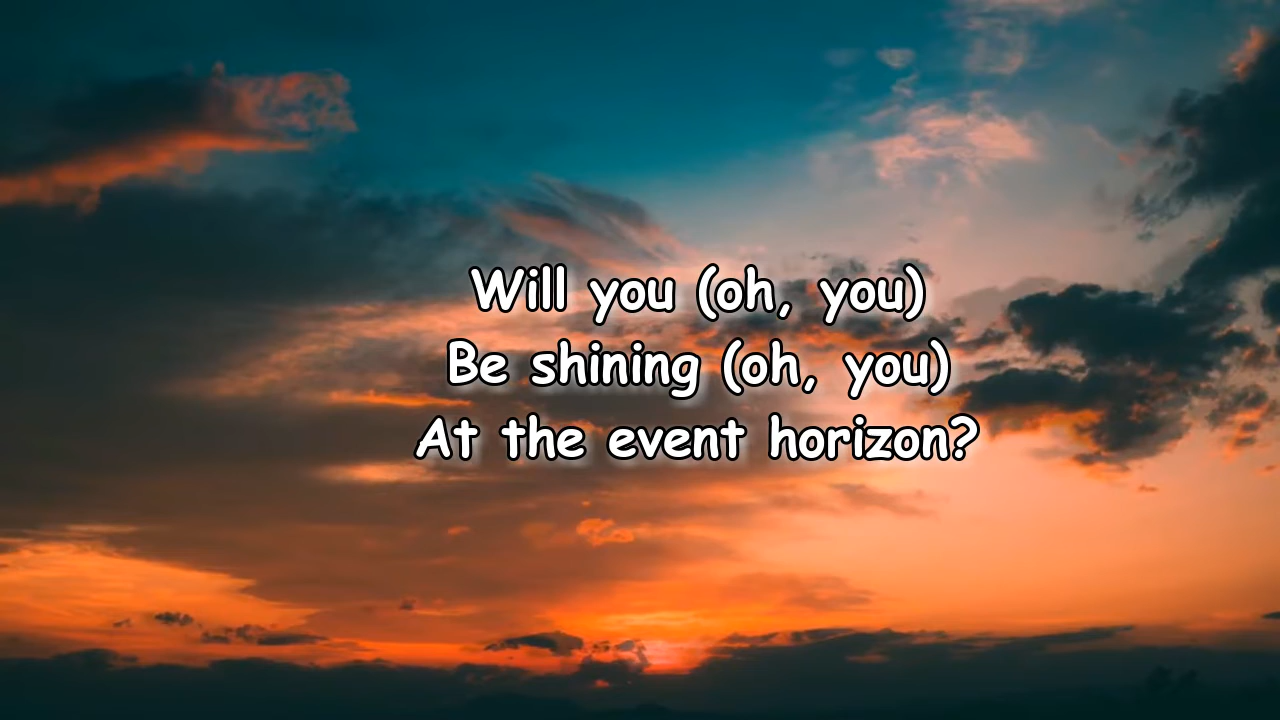 Will you (oh, you)
Be shining (oh, you)
At the event horizon?